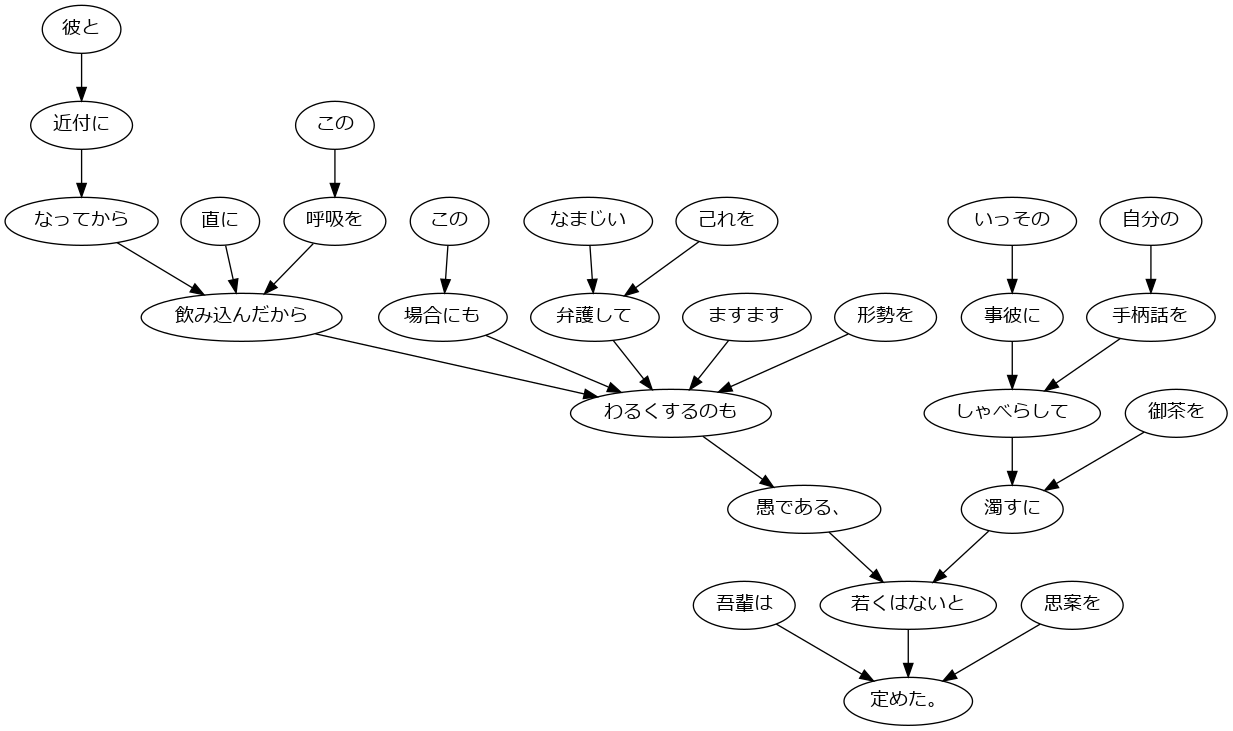 彼と
近付に
この
なってから
直に
呼吸を
この
なまじい
己れを
いっその
自分の
飲み込んだから
場合にも
弁護して
ますます
形勢を
事彼に
手柄話を
わるくするのも
しゃべらして
御茶を
愚である、
濁すに
吾輩は
若くはないと
思案を
定めた。